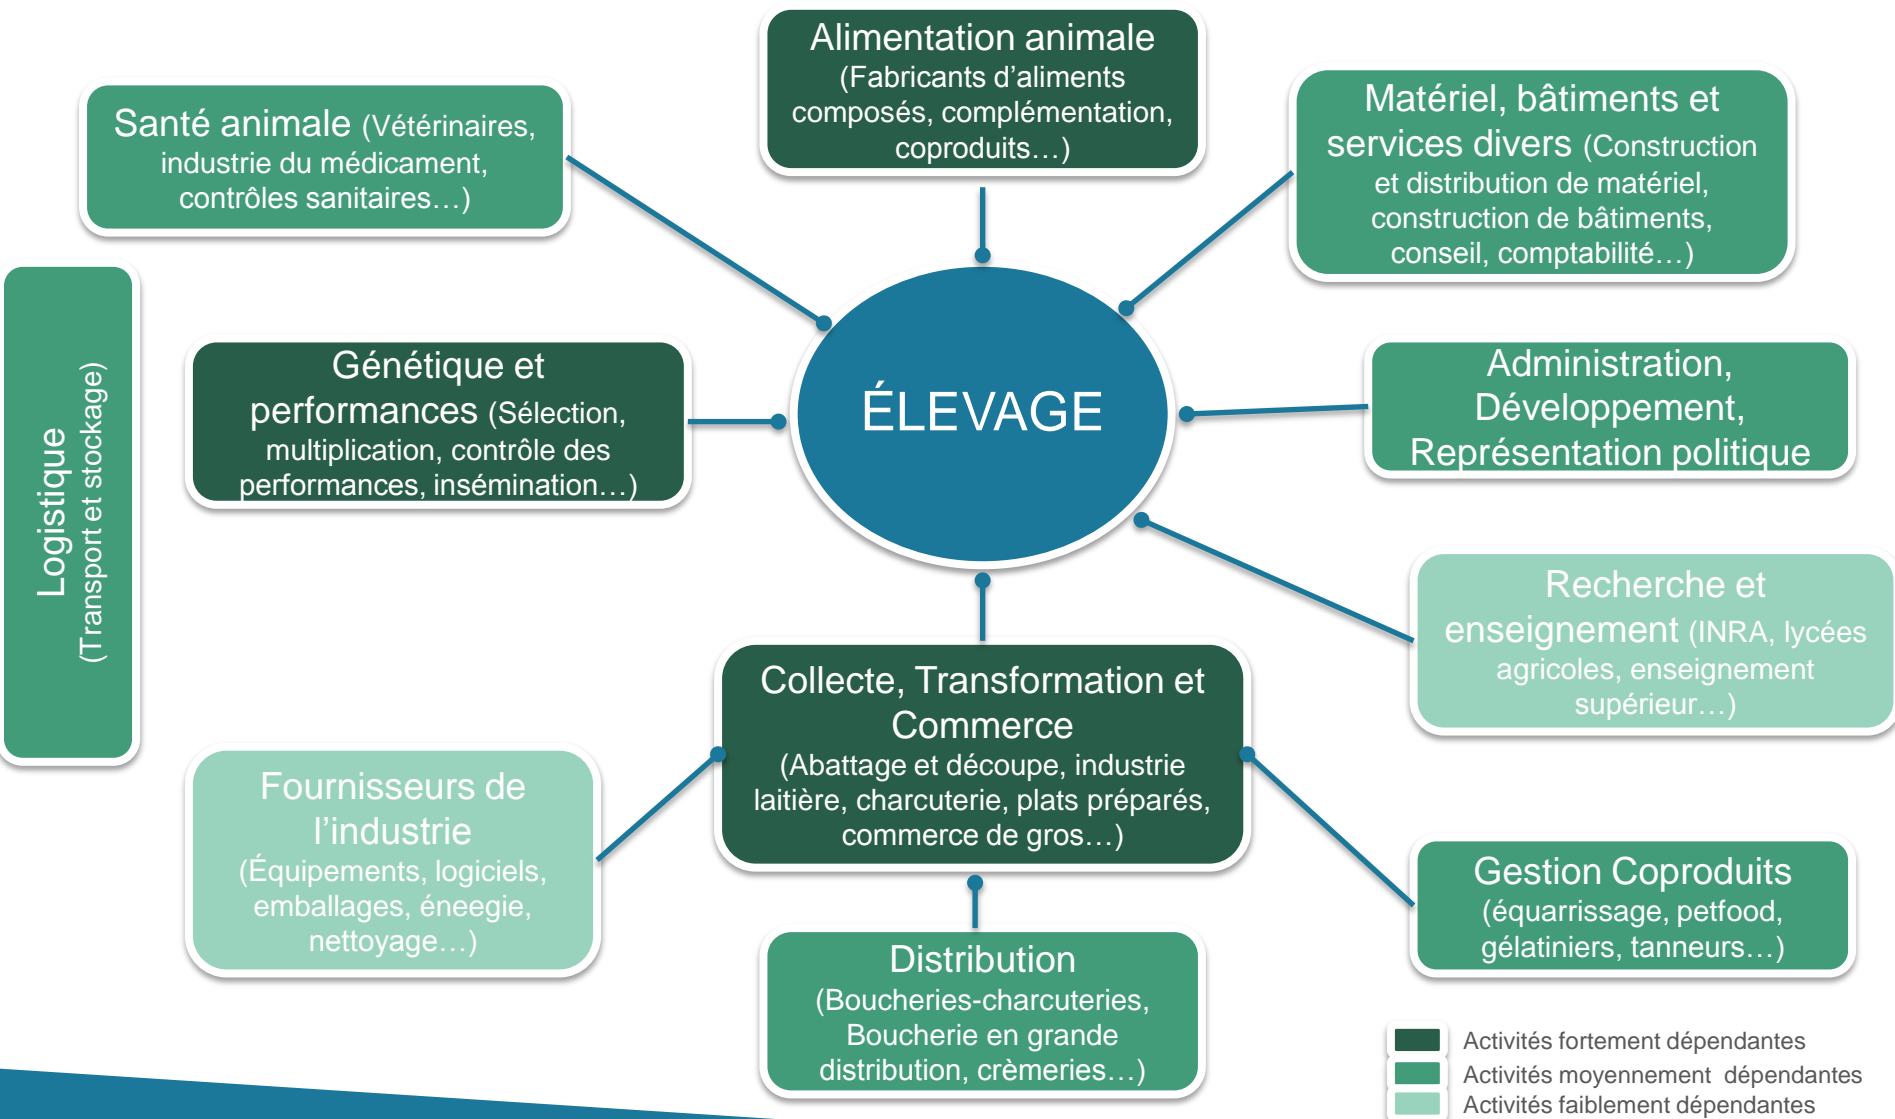 Alimentation animale
(Fabricants d’aliments
composés, complémentation,
coproduits…)
Santé animale (Vétérinaires,
industrie du médicament,
contrôles sanitaires…)
Matériel, bâtiments et
services divers (Construction
et distribution de matériel,
construction de bâtiments,
conseil, comptabilité…)
Logistique
(Transport et stockage)
Génétique et
performances (Sélection,
multiplication, contrôle des
performances, insémination…)
ÉLEVAGE
Administration,
Développement,
Représentation politique
Recherche et
enseignement (INRA, lycées
agricoles, enseignement
supérieur…)
Collecte, Transformation et
Commerce
(Abattage et découpe, industrie
laitière, charcuterie, plats préparés,
commerce de gros…)
Fournisseurs de
l’industrie
(Équipements, logiciels,
emballages, éneegie,
nettoyage…)
Gestion Coproduits
(équarrissage, petfood,
gélatiniers, tanneurs…)
Distribution
(Boucheries-charcuteries,
Boucherie en grande
distribution, crèmeries…)
Activités fortement dépendantes
Activités moyennement dépendantes
Activités faiblement dépendantes